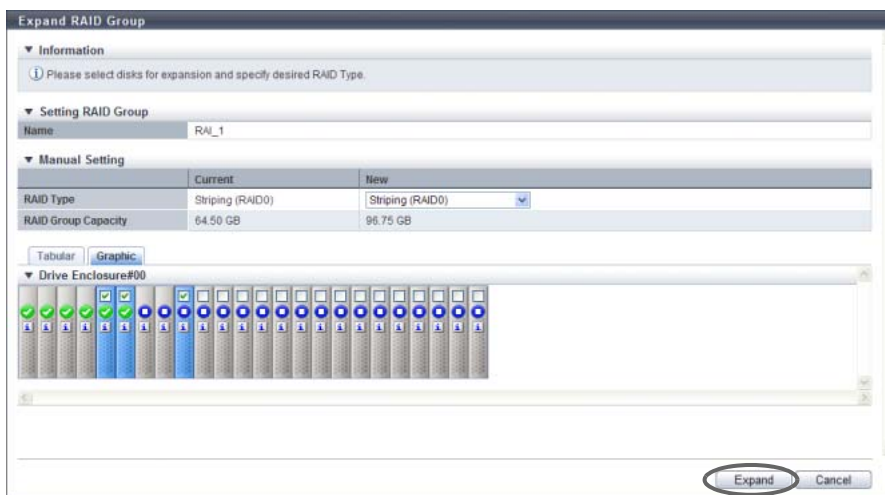 Expand RAID Group
Information
Please select disks for expansion and specify desired RAID Type.
Setting RAID Group
Name RAI_1
Manual Setting
Current New
RAID Type Striping (RAID0) Striping (RAID0)
RAID Group Capacity 64.50 GB 96.75 GB
Tabular Graphic
Drive Enclosure#00
Expand Cancel